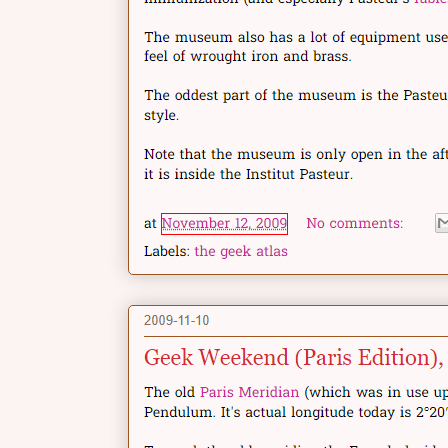 The museum also has a lot of equipment use
feel of wrought iron and brass.
The oddest part of the museum is the Pasteu
style.
Note that the museum is only open in the aft
it is inside the Institut Pasteur.
at November 12, 2009 No comments:
Labels: the geek atlas
2009-11-10
Geek Weekend (Paris Edition),
The old Paris Meridian (which was in use up
Pendulum. It's actual longitude today is 2°20'